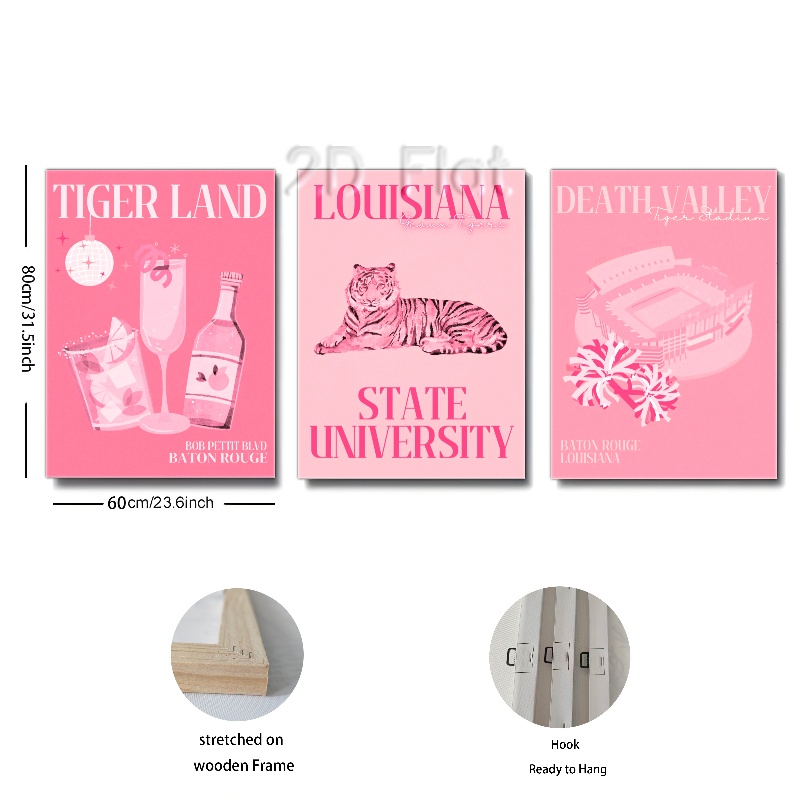 2D Flat
TIGER LAND
LOUISIANA
DEATH VALLEY
Tiger Stadium
80cm/31.5inch
STATE
UNIVERSITY
BOB PETTIT BLVD
BATON ROUGE
BATON ROUGE
LOUISIANA
60cm/23.6inch
stretched on
wooden Frame
Hook
Ready to Hang